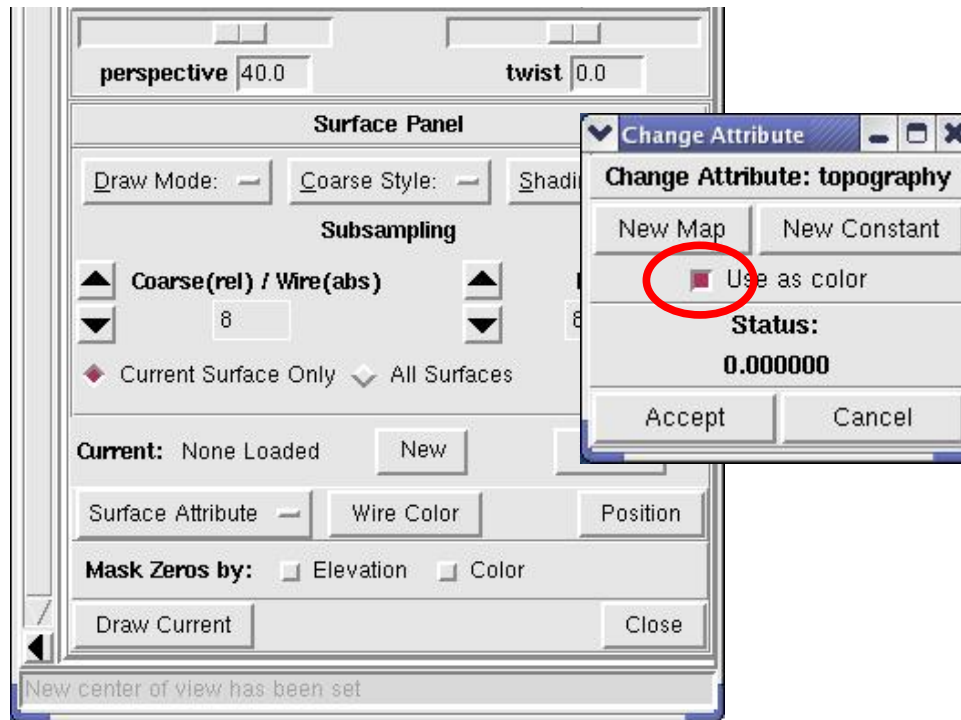 perspective 40.0 twist 0.0
Surface Panel
Draw Mode: Coarse Style:
Subsampling
Coarse(rel) / Wire(abs)
8
Current Surface Only All Surfaces
Current: None Loaded New
Surface Attribute Wire Color Position
Mask Zeros by: Elevation Color
Draw Current Close
New center of view has been set
Change Attribute
Change Attribute: topography
New Map New Constant
Use as color
Status:
0.000000
Accept Cancel